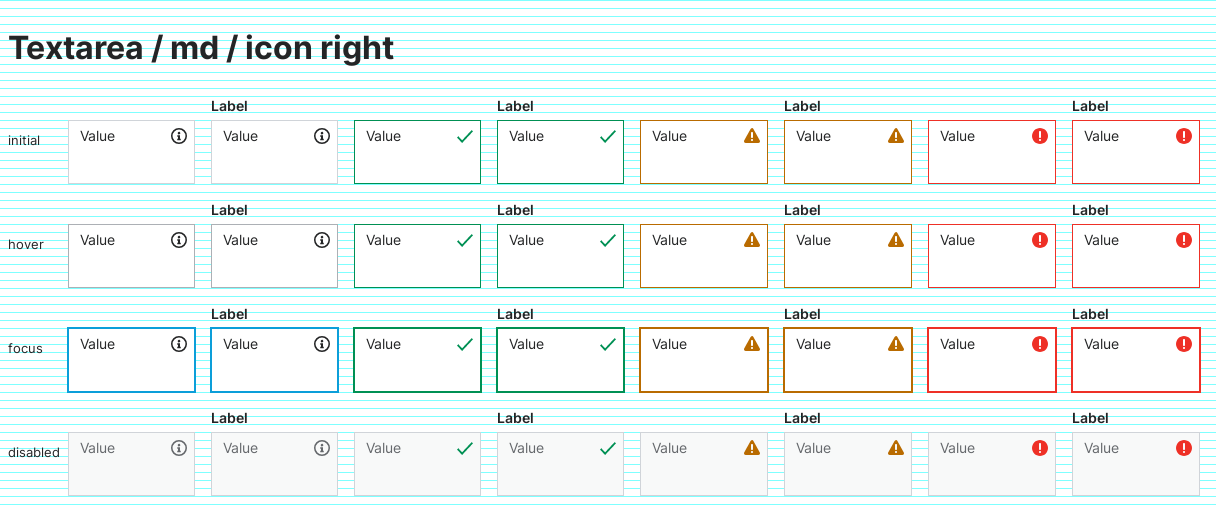 Textarea / md / icon right
Label Label Label Label
initial Value Value Value Value Value Value Value Value
Label Label Label Label
hover Value Value Value Value Value Value Value Value
Label Label Label Label
focus Value Value Value Value Value Value Value Value
Label Label Label Label
disabled Value Value Value Value Value Value Value Value